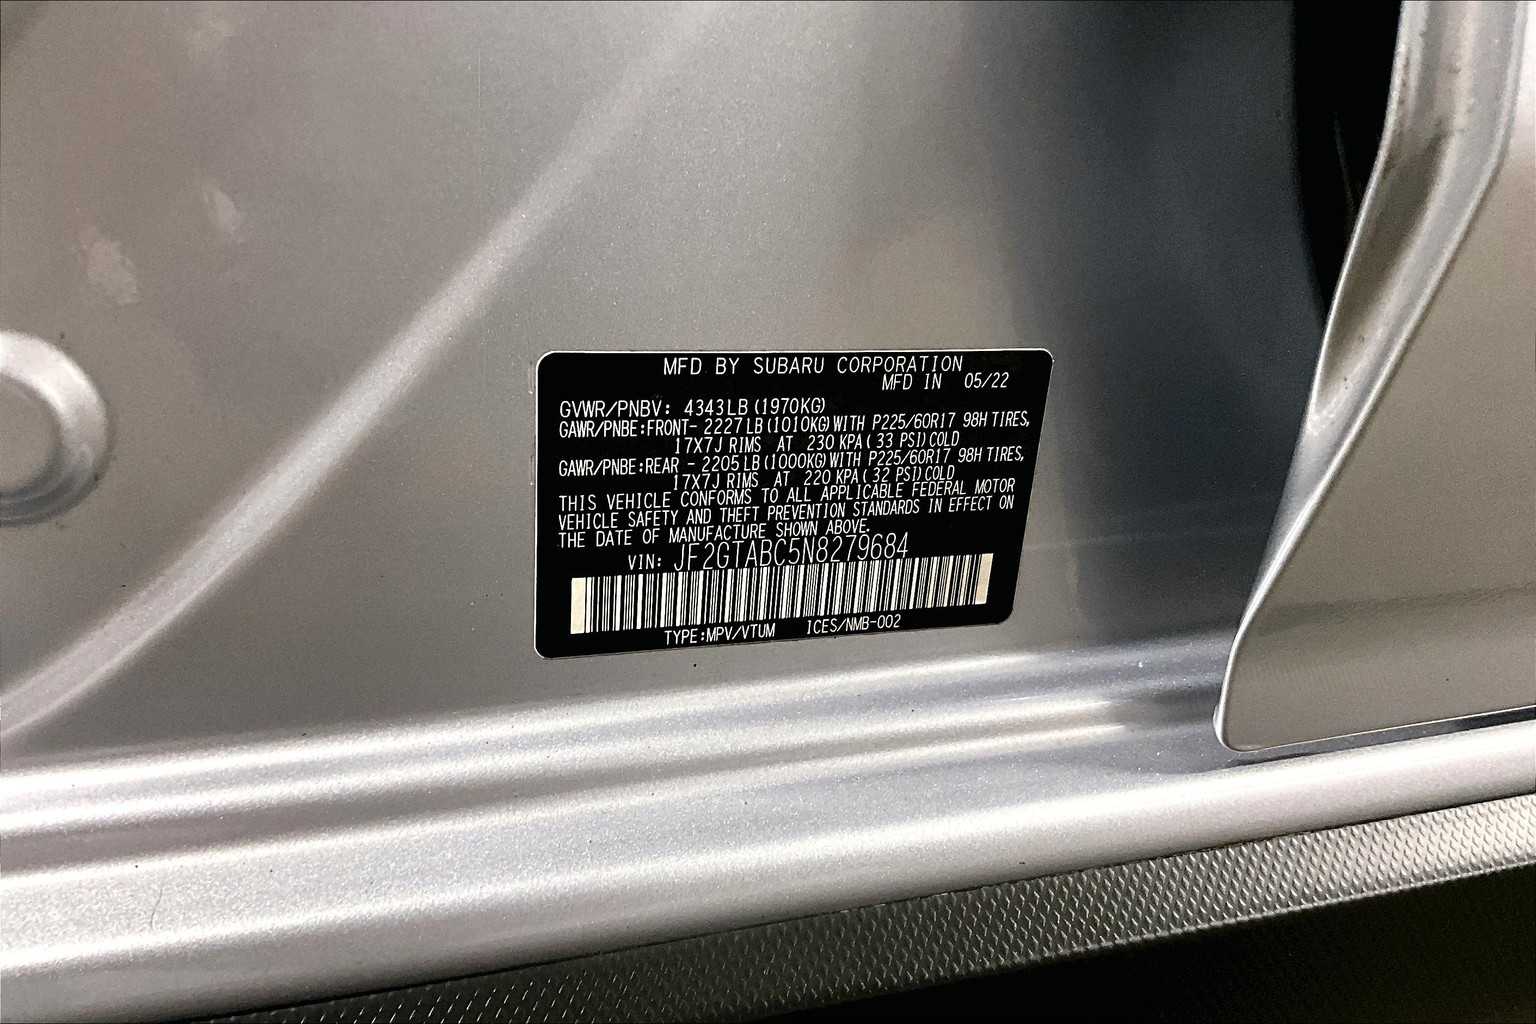 MFD BY SUBARU CORPORATION
MFD IN 05/22
GVWR/PNBV: 4343LB (1970KG)
GAWR/PNBE:FRONT- 2227LB (1010KG) WITH P225/60R17 98H TIRES,
17X7J RIMS AT 230 KPA ( 33 PSI) COLD
GAWR/PNBE:REAR - 2205LB (1000KG) WITH P225/60R17 98H TIRES,
17X7J RIMS AT 220 KPA ( 32 PSI) COLD
THIS VEHICLE CONFORMS TO ALL APPLICABLE FEDERAL MOTOR
VEHICLE SAFETY AND THEFT PREVENTION STANDARDS IN EFFECT ON
THE DATE OF MANUFACTURE SHOWN ABOVE.
VIN: JF2GTABC5N8279684
TYPE:MPV/VTUM ICES/NMB-002